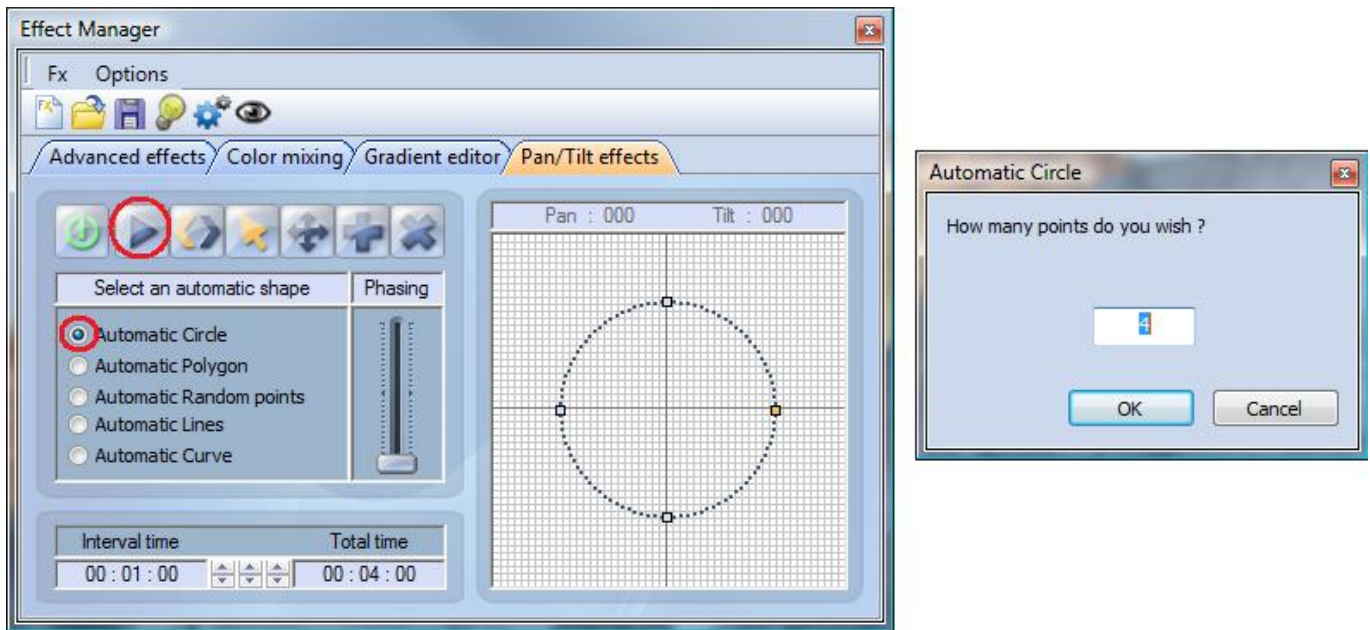 Effect Manager
Fx Options
FX
Advanced effects Color mixing Gradient editor Pan/Tilt effects
Select an automatic shape Phasing
Automatic Circle
Automatic Polygon
Automatic Random points
Automatic Lines
Automatic Curve
Interval time Total time
00 : 01 : 00 00 : 04 : 00
Pan : 000 Tilt : 000
Automatic Circle
How many points do you wish ?
4
OK Cancel